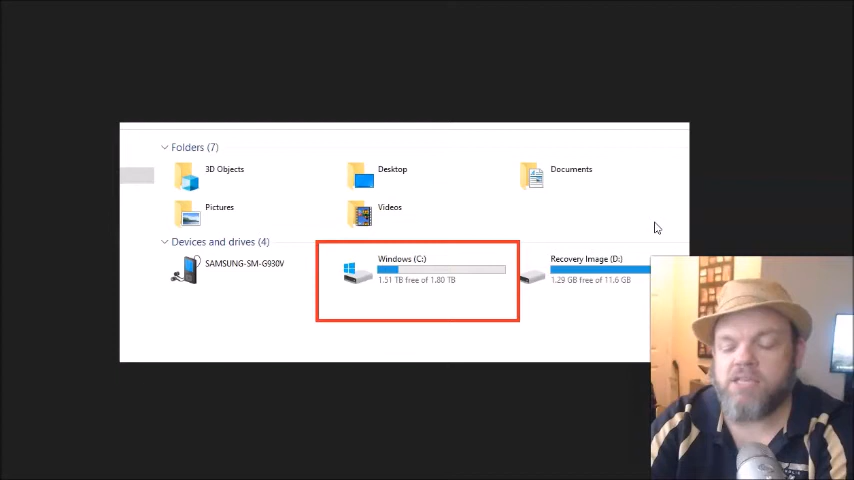 Folders (7)
3D Objects
Desktop
Documents
Pictures
Videos
Devices and drives (4)
SAMSUNG-SM-G930V
Windows (C:)
1.51 TB free of 1.80 TB
Recovery Image (D:)
1.29 GB free of 11.6 GB